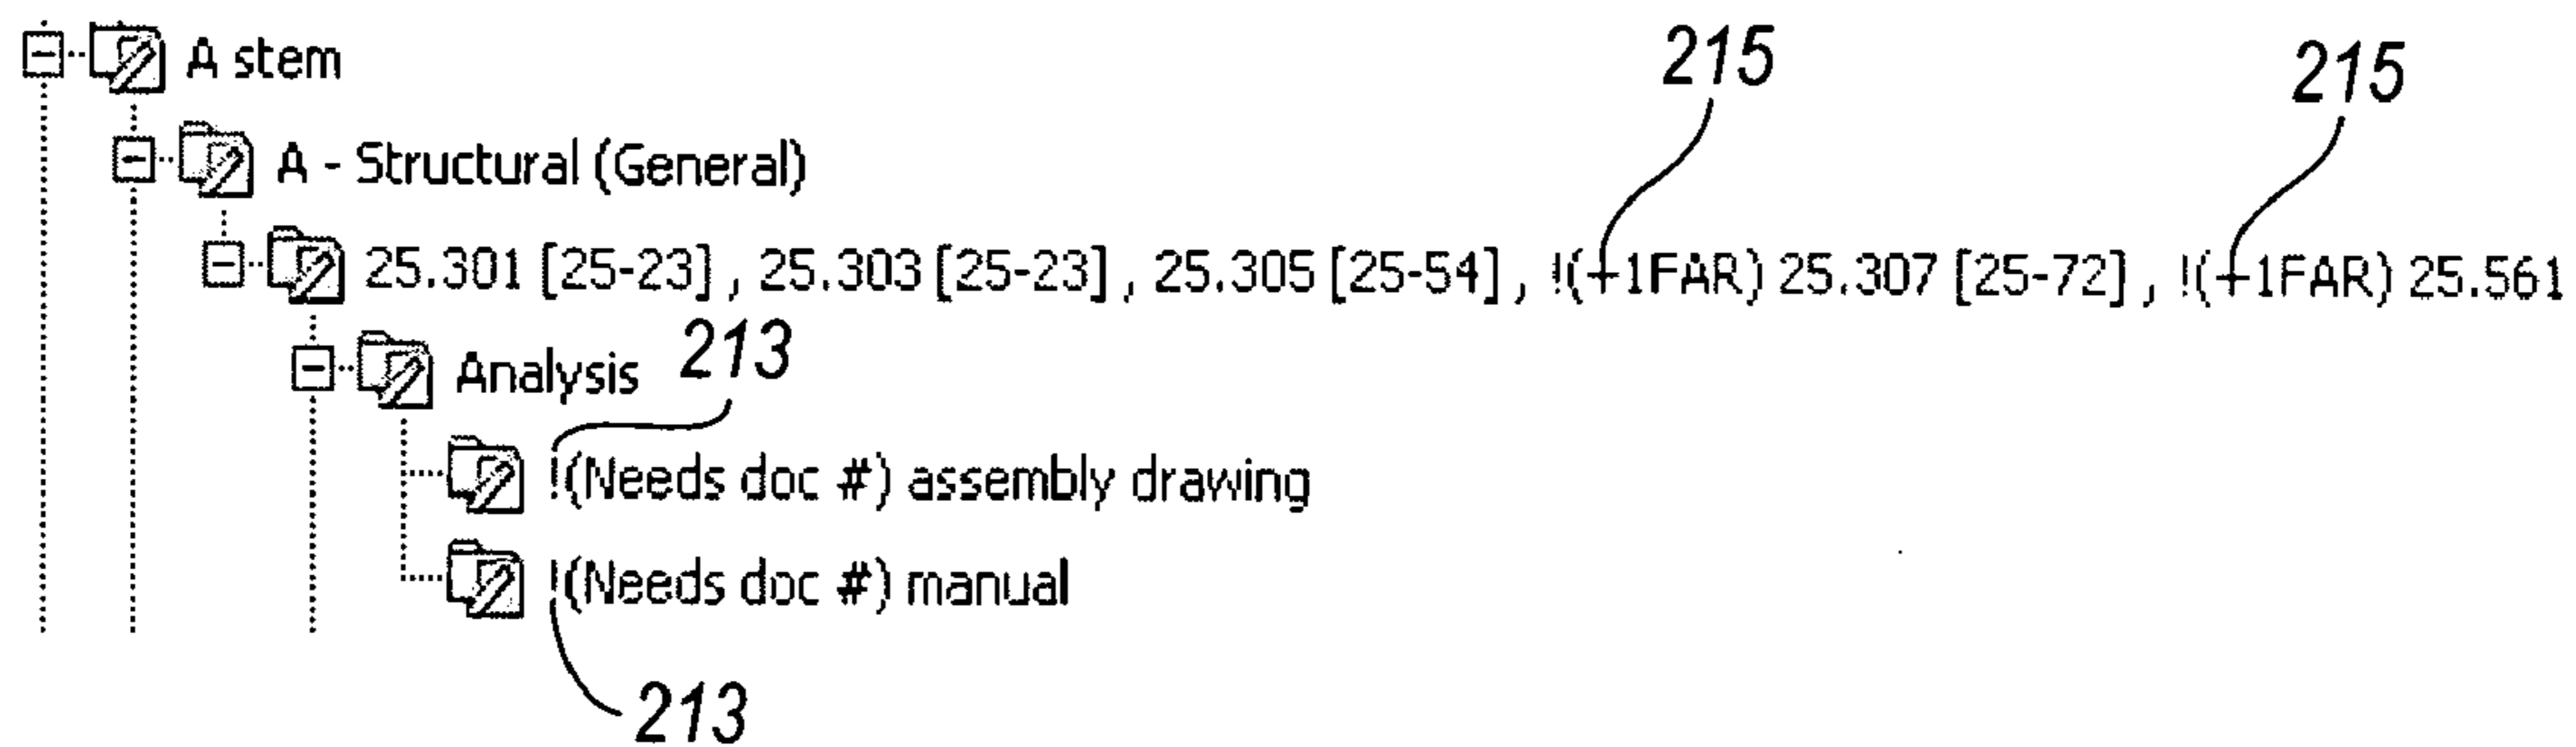 A stem
215
215
A - Structural (General)
25.301 [25-23] , 25.303 [25-23] , 25.305 [25-54] , !(+1FAR) 25.307 [25-72] , !(+1FAR) 25.561
Analysis
213
!(Needs doc #) assembly drawing
!(Needs doc #) manual
213